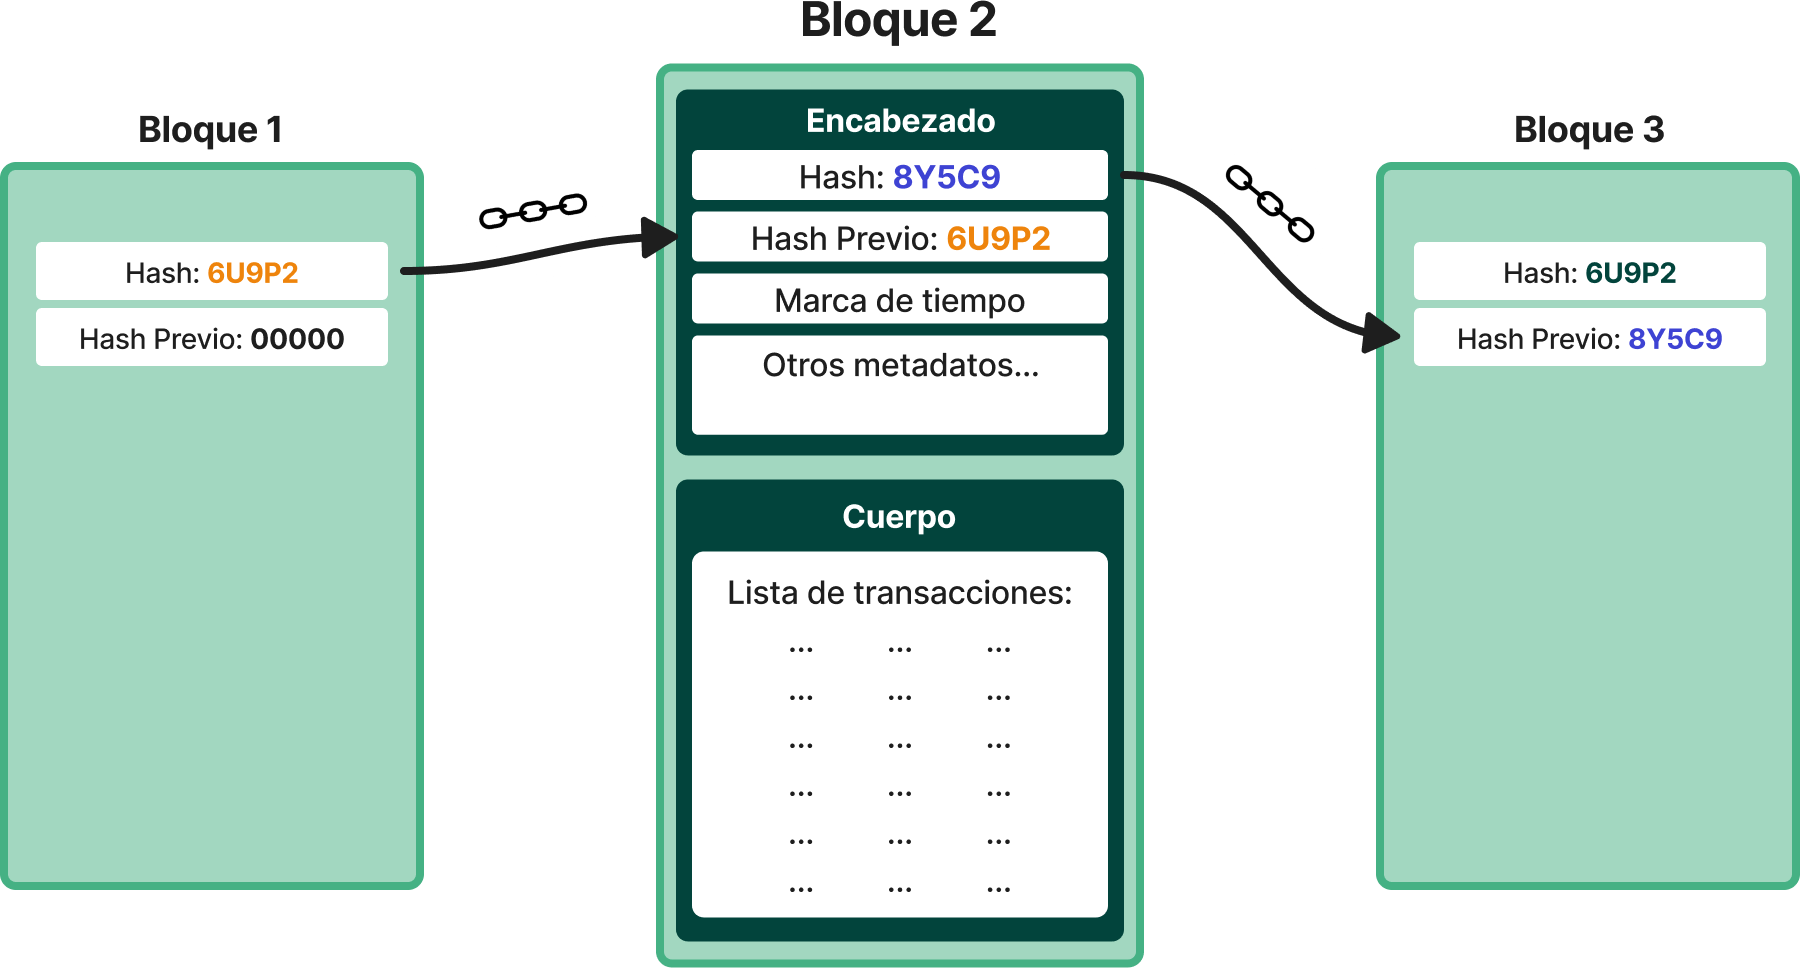 Bloque 1
Hash: 6U9P2
Hash Previo: 00000
Bloque 2
Encabezado
Hash: 8Y5C9
Hash Previo: 6U9P2
Marca de tiempo
Otros metadatos...
Cuerpo
Lista de transacciones:
... ... ...
... ... ...
... ... ...
... ... ...
... ... ...
... ... ...
Bloque 3
Hash: 6U9P2
Hash Previo: 8Y5C9